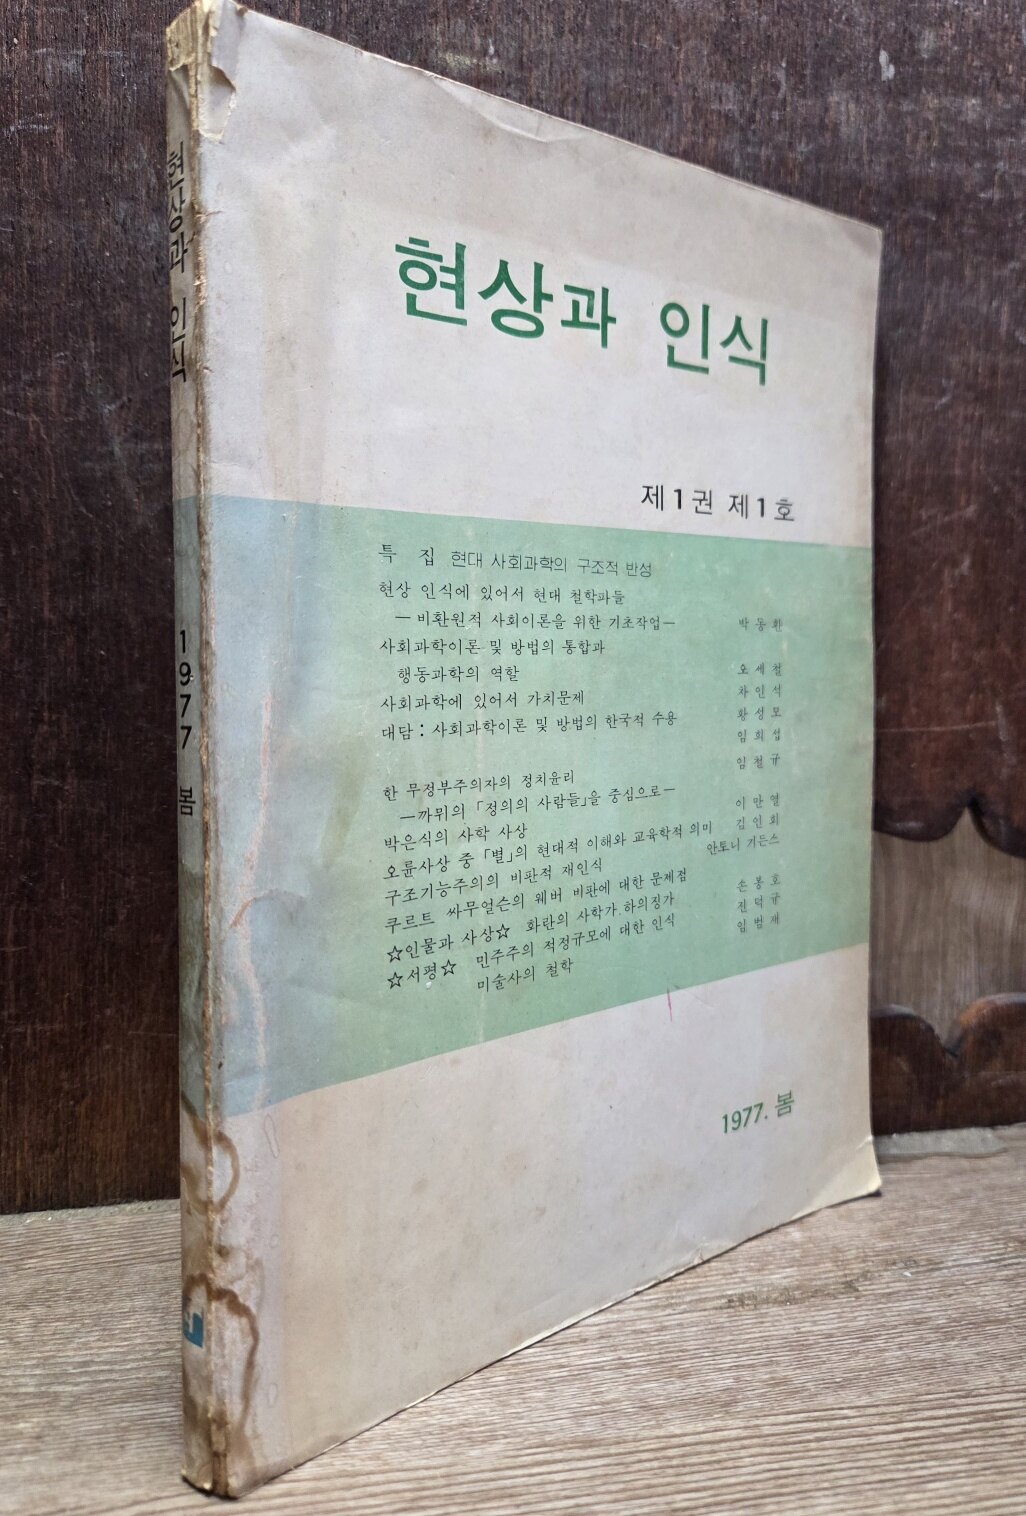 현상과 인식
제1권 제1호
특 집 현대 사회과학의 구조적 반성
현상 인식에 있어서 현대 철학파들
—비환원적 사회이론을 위한 기초작업— 박동환
사회과학이론 및 방법의 통합과
행동과학의 역할 오세철
사회과학에 있어서 가치문제 차인석
대담: 사회과학이론 및 방법의 한국적 수용 황성모
임희섭
한 무정부주의자의 정치윤리 임철규
—까뮈의 「정의의 사람들」을 중심으로—
박은식의 사학 사상 이만열
오륜사상 중 「별」의 현대적 이해와 교육학적 의미 김인회
구조기능주의의 비판적 재인식 안토니 기든스
쿠르트 싸무얼슨의 웨버 비판에 대한 문제점
☆인물과 사상☆ 화란의 사학가 하의징가 손봉호
☆서평☆ 민주주의 적정규모에 대한 인식 전덕규
미술사의 철학 임범재
1977. 봄
현상과 인식
1977 봄